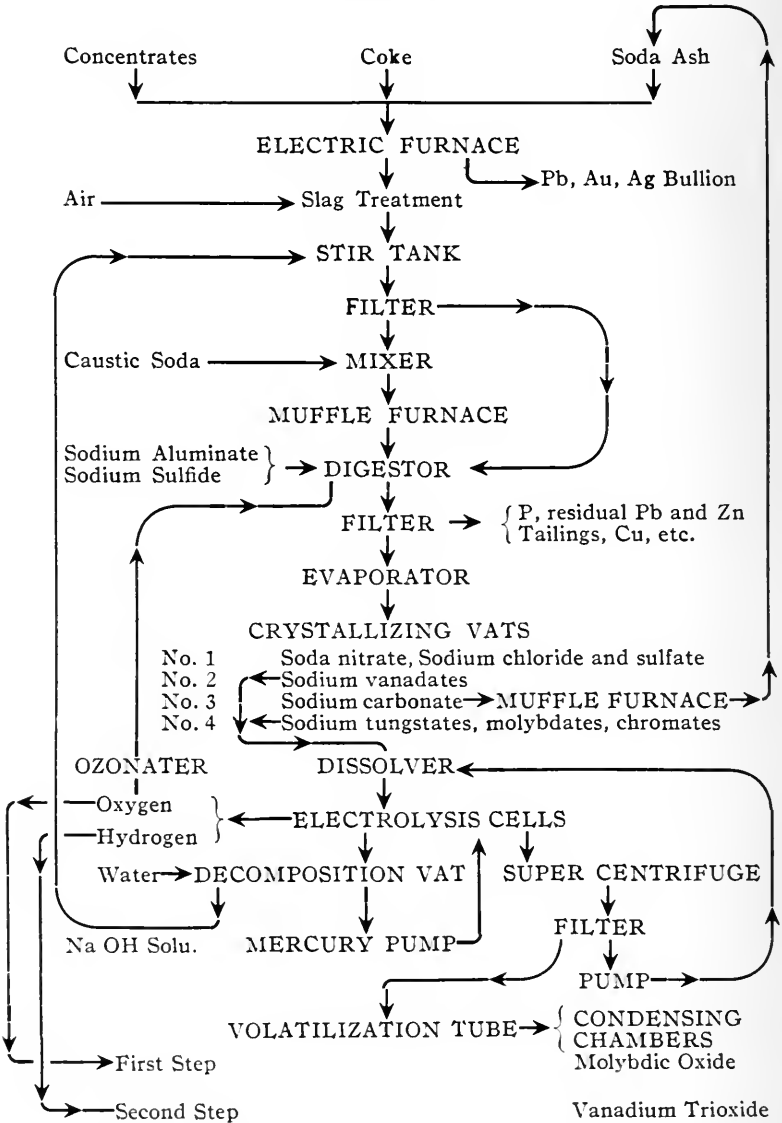 Concentrates Coke Soda Ash
ELECTRIC FURNACE
Pb, Au, Ag Bullion
Air Slag Treatment
STIR TANK
FILTER
Caustic Soda MIXER
MUFFLE FURNACE
Sodium Aluminate
Sodium Sulfide
DIGESTOR
FILTER
P, residual Pb and Zn
Tailings, Cu, etc.
EVAPORATOR
CRYSTALLIZING VATS
No. 1 Soda nitrate, Sodium chloride and sulfate
No. 2 Sodium vanadates
No. 3 Sodium carbonate MUFFLE FURNACE
No. 4 Sodium tungstates, molybdates, chromates
OZONATER DISSOLVER
Oxygen
ELECTROLYSIS CELLS
Hydrogen
Water DECOMPOSITION VAT SUPER CENTRIFUGE
FILTER
Na OH Solu. MERCURY PUMP
PUMP
VOLATILIZATION TUBE
CONDENSING
CHAMBERS
Molybdic Oxide
First Step
Second Step Vanadium Trioxide